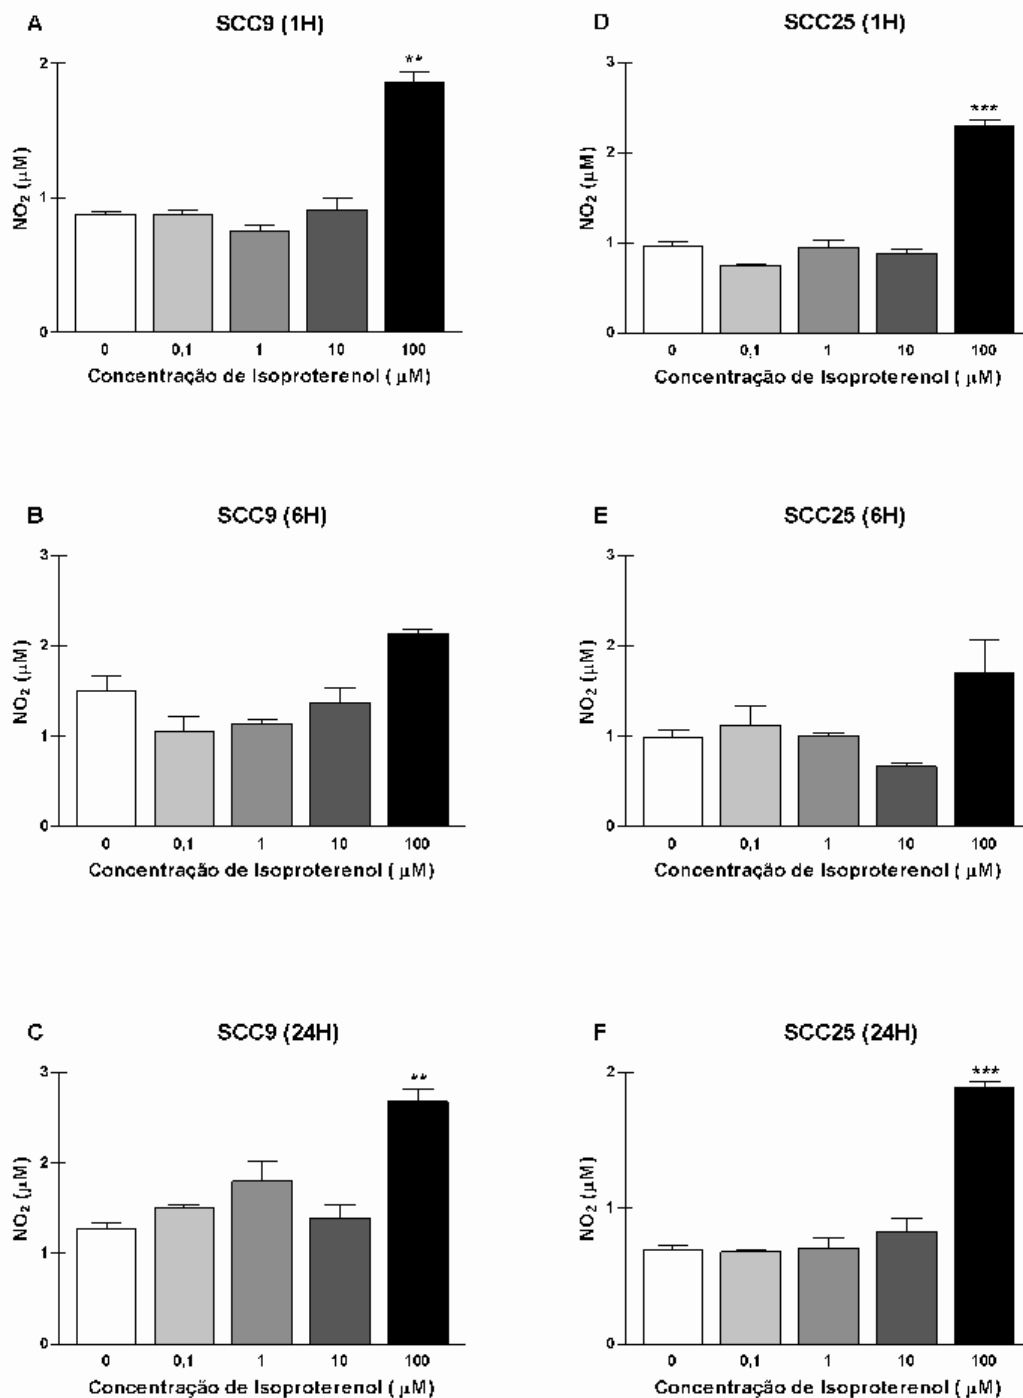 A
SCC9 (1H)
**
NO₂ (µM)
2
1
0
0 0,1 1 10 100
Concentração de Isoproterenol ( µM)
D
SCC25 (1H)
***
NO₂ (µM)
3
2
1
0
0 0,1 1 10 100
Concentração de Isoproterenol ( µM)
B
SCC9 (6H)
NO₂ (µM)
3
2
1
0
0 0,1 1 10 100
Concentração de Isoproterenol ( µM)
E
SCC25 (6H)
NO₂ (µM)
3
2
1
0
0 0,1 1 10 100
Concentração de Isoproterenol ( µM)
C
SCC9 (24H)
**
NO₂ (µM)
3
2
1
0
0 0,1 1 10 100
Concentração de Isoproterenol ( µM)
F
SCC25 (24H)
***
NO₂ (µM)
2
1
0
0 0,1 1 10 100
Concentração de Isoproterenol ( µM)